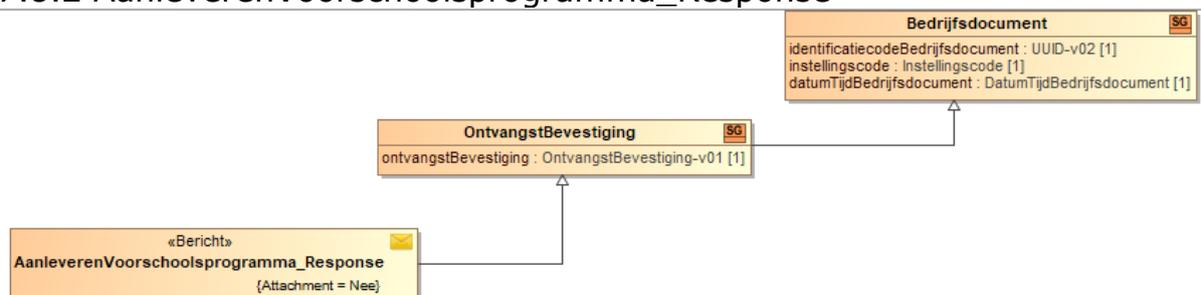 AanleverenVoorschoolsprogramma_Response
Bedrijfsdocument SG
identificatiecodeBedrijfsdocument : UUID-v02 [1]
instellingscode : Instellingscode [1]
datumTijdBedrijfsdocument : DatumTijdBedrijfsdocument [1]
OntvangstBevestiging SG
ontvangstBevestiging : OntvangstBevestiging-v01 [1]
«Bericht»
AanleverenVoorschoolsprogramma_Response
{Attachment = Nee}